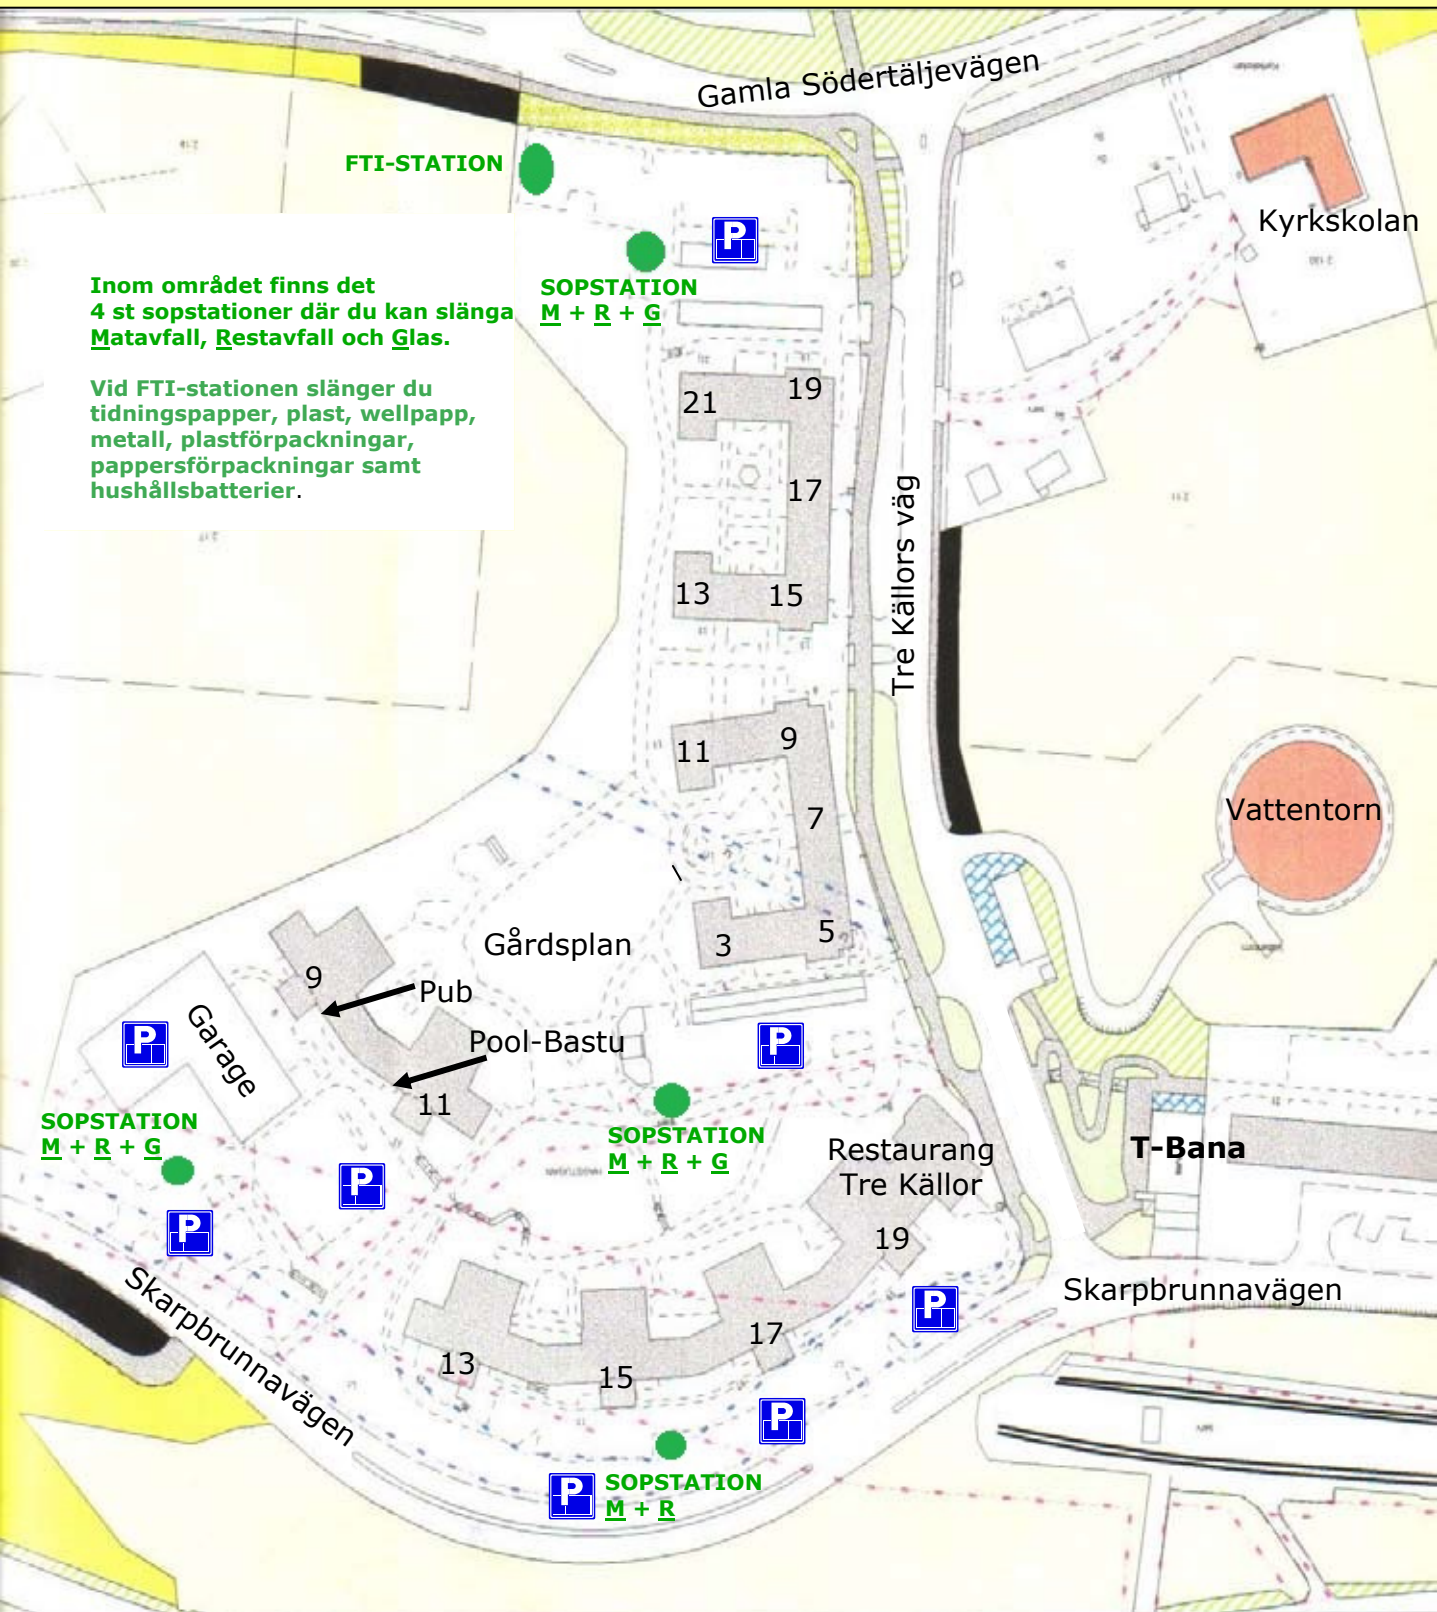 Gamla Södertäljevägen
FTI-STATION
P
Kyrkskolan
SOPSTATION
M + R + G
Inom området finns det
4 st sopstationer där du kan slänga
Matavfall, Restavfall och Glas.
Vid FTI-stationen slänger du
tidningspapper, plast, wellpapp,
metall, plastförpackningar,
pappersförpackningar samt
hushållsbatterier.
21
19
17
13
15
Tre Källors väg
11
9
7
Vattentorn
3
5
Gårdsplan
9
Pub
Garage
P
Pool-Bastu
P
11
SOPSTATION
M + R + G
SOPSTATION
M + R + G
Restaurang
Tre Källor
T-Bana
P
P
19
Skarpbrunnavägen
Skarpbrunnavägen
P
17
13
15
P
P
SOPSTATION
M + R